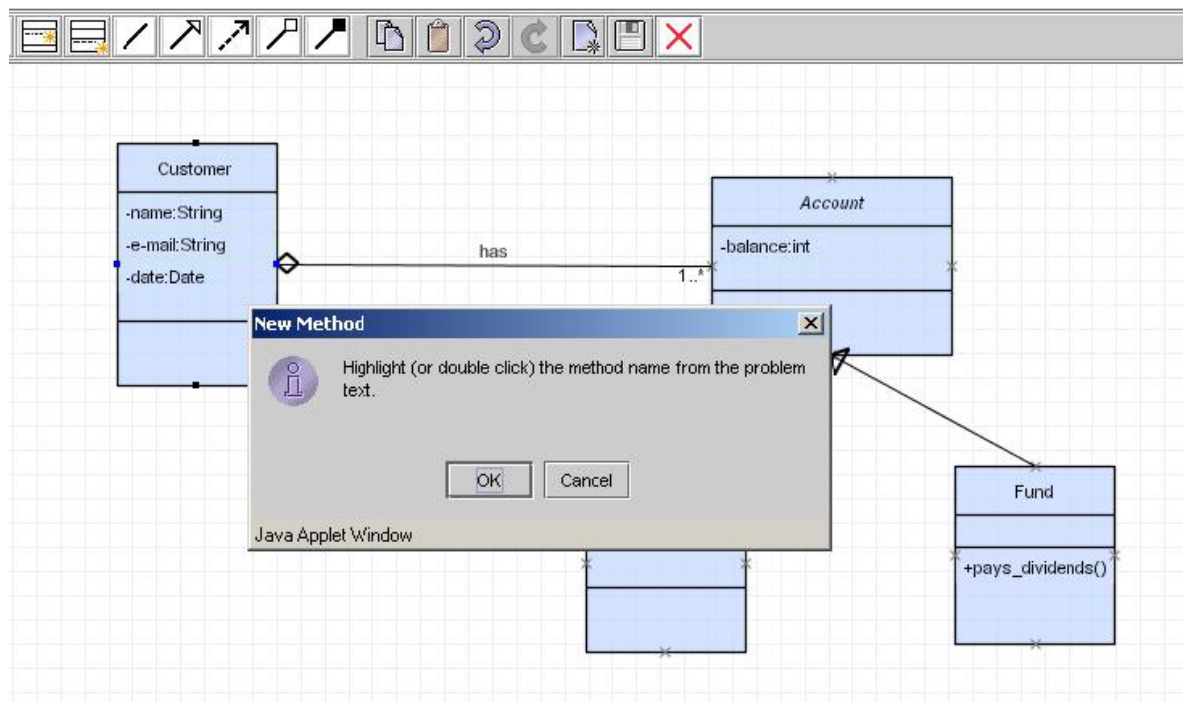 Customer
-name:String
-e-mail:String
-date:Date
has
1..*
Account
-balance:int
New Method
Highlight (or double click) the method name from the problem
text.
OK
Cancel
Java Applet Window
Fund
+pays_dividends()